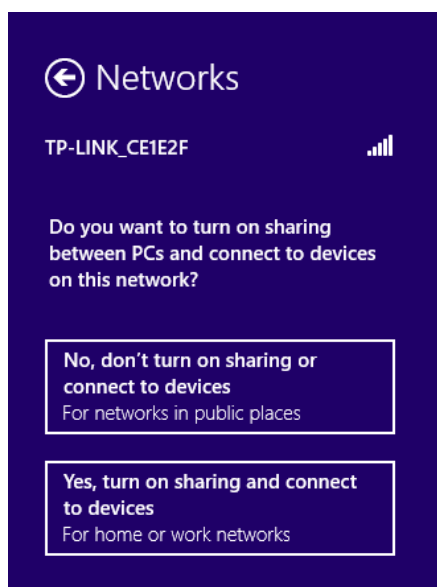 Networks
TP-LINK_CE1E2F
Do you want to turn on sharing
between PCs and connect to devices
on this network?
No, don't turn on sharing or
connect to devices
For networks in public places
Yes, turn on sharing and connect
to devices
For home or work networks